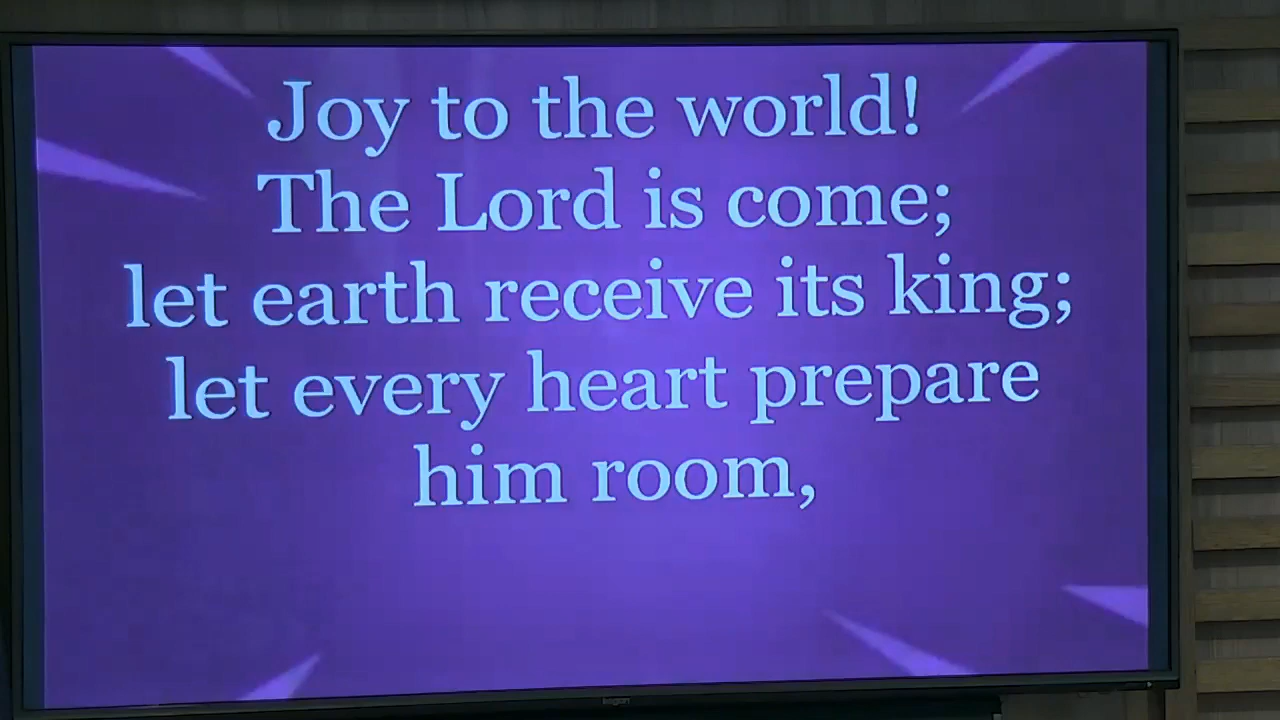 Joy to the world!
The Lord is come;
let earth receive its king;
let every heart prepare
him room,